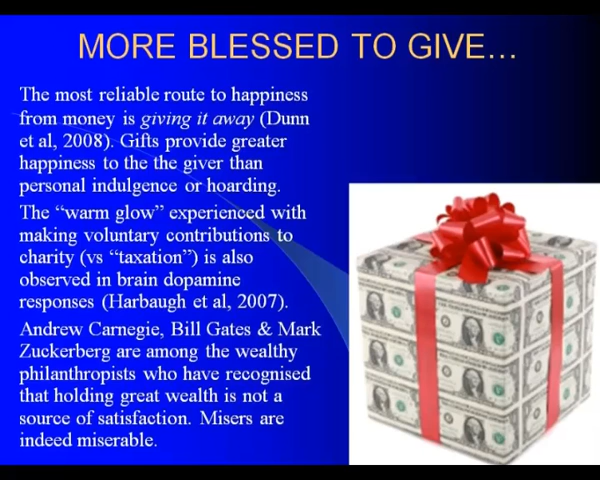 MORE BLESSED TO GIVE…
The most reliable route to happiness
from money is giving it away (Dunn
et al, 2008). Gifts provide greater
happiness to the the giver than
personal indulgence or hoarding.
The “warm glow” experienced with
making voluntary contributions to
charity (vs “taxation”) is also
observed in brain dopamine
responses (Harbaugh et al, 2007).
Andrew Carnegie, Bill Gates & Mark
Zuckerberg are among the wealthy
philanthropists who have recognised
that holding great wealth is not a
source of satisfaction. Misers are
indeed miserable.